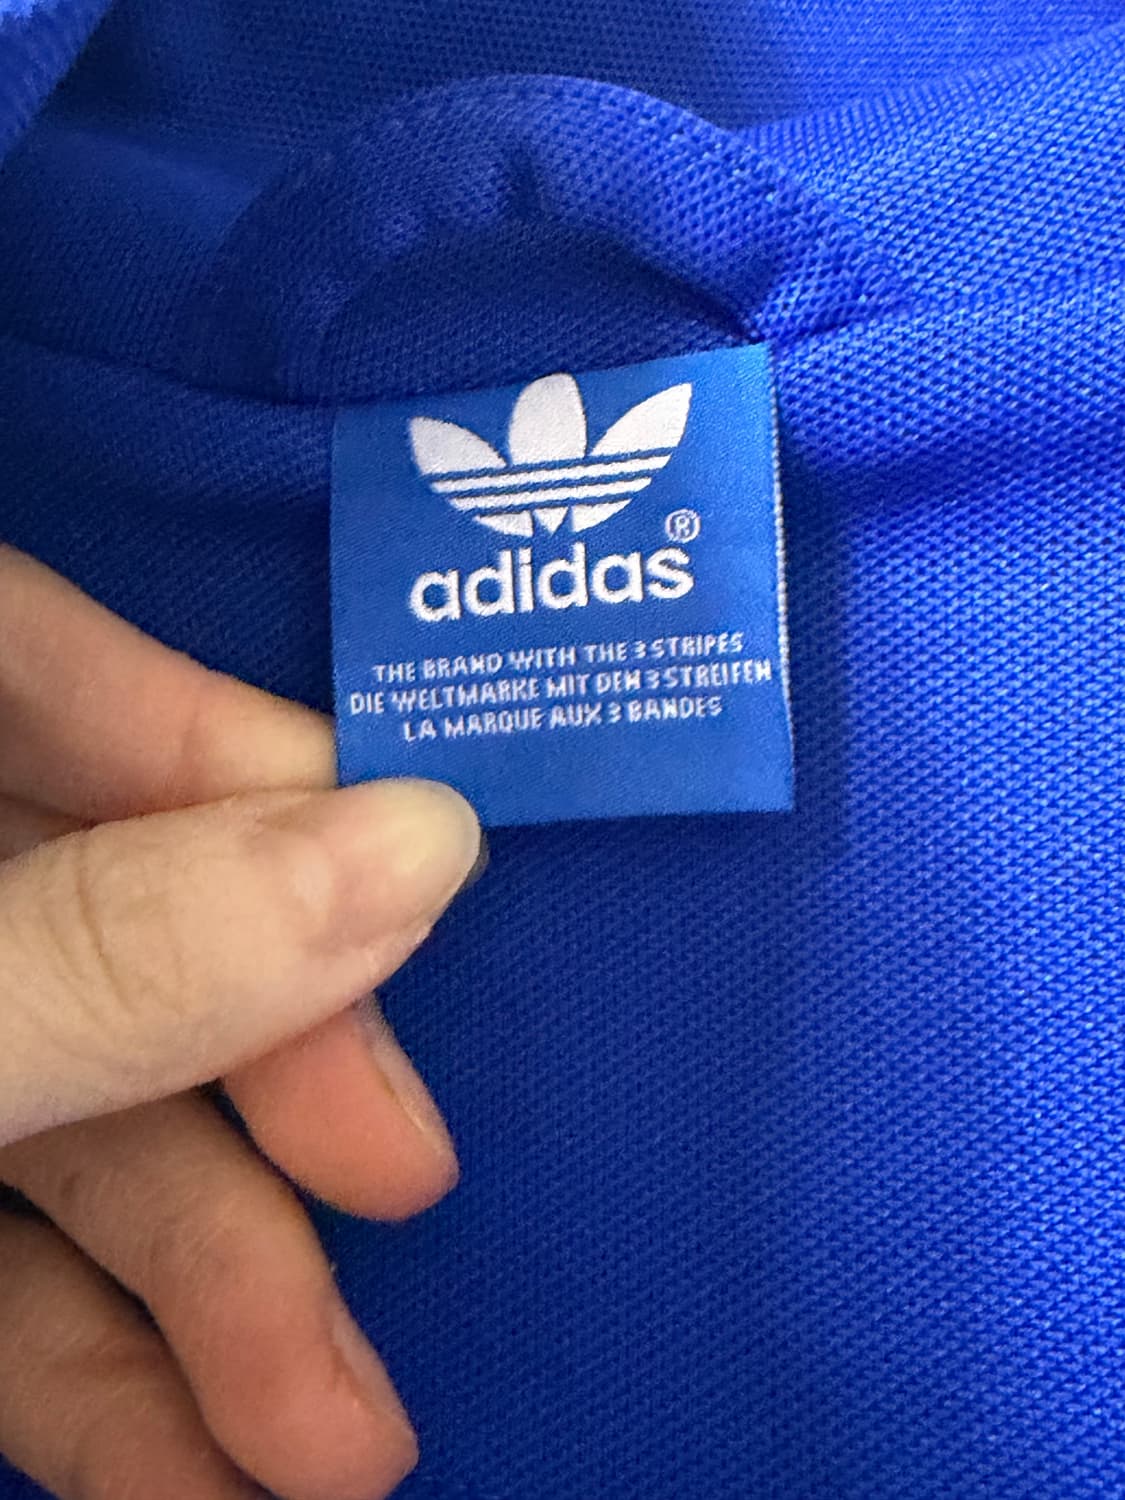 ®
adidas
THE BRAND WITH THE 3 STRIPES
DIE WELTMARKE MIT DEN 3 STREIFEN
LA MARQUE AUX 3 BANDES